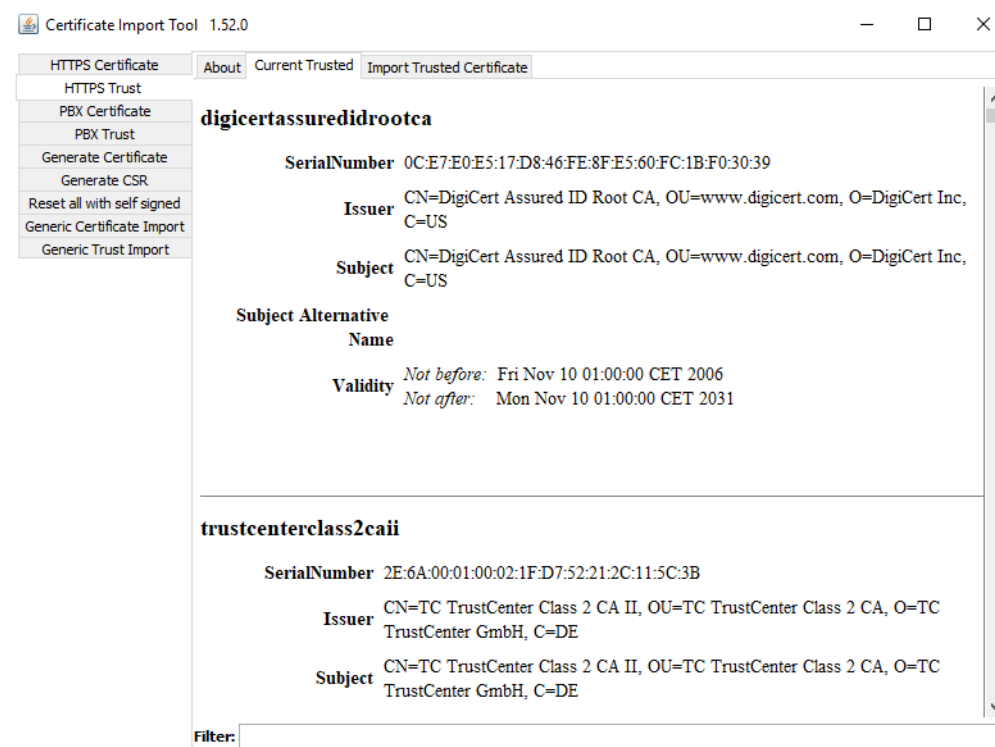 Certificate Import Tool 1.52.0
HTTPS Certificate
HTTPS Trust
PBX Certificate
PBX Trust
Generate Certificate
Generate CSR
Reset all with self signed
Generic Certificate Import
Generic Trust Import
About
Current Trusted
Import Trusted Certificate
digicertassuredidrootca
SerialNumber 0C:E7:E0:E5:17:D8:46:FE:8F:E5:60:FC:1B:F0:30:39
Issuer CN=DigiCert Assured ID Root CA, OU=www.digicert.com, O=DigiCert Inc,
C=US
Subject CN=DigiCert Assured ID Root CA, OU=www.digicert.com, O=DigiCert Inc,
C=US
Subject Alternative
Name
Validity Not before: Fri Nov 10 01:00:00 CET 2006
Not after: Mon Nov 10 01:00:00 CET 2031
trustcenterclass2caii
SerialNumber 2E:6A:00:01:00:02:1F:D7:52:21:2C:11:5C:3B
Issuer CN=TC TrustCenter Class 2 CA II, OU=TC TrustCenter Class 2 CA, O=TC
TrustCenter GmbH, C=DE
Subject CN=TC TrustCenter Class 2 CA II, OU=TC TrustCenter Class 2 CA, O=TC
TrustCenter GmbH, C=DE
Filter: